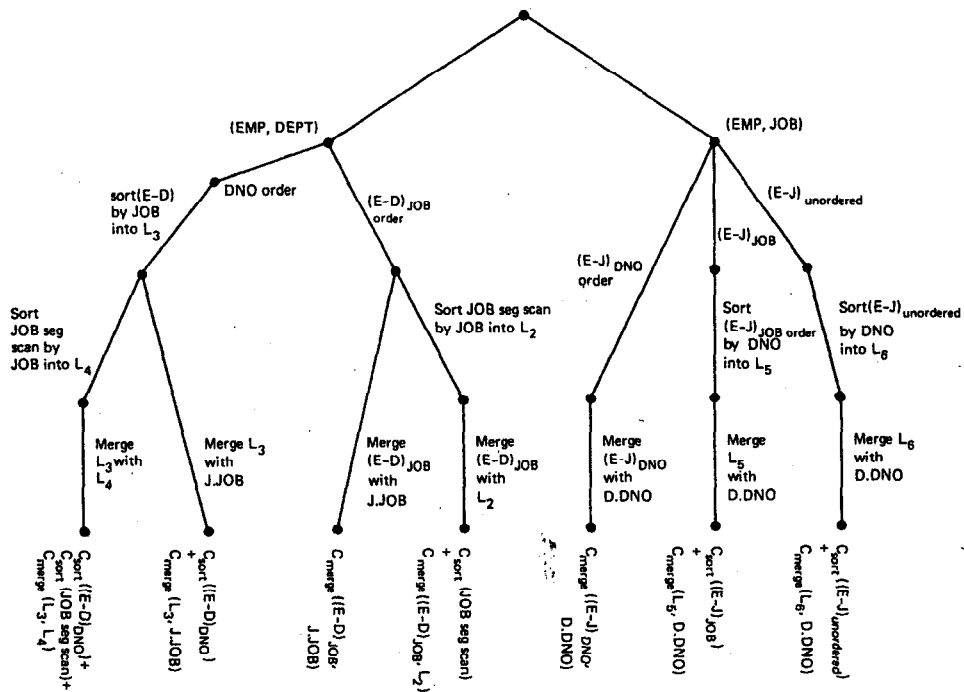 (EMP, DEPT)
(EMP, JOB)
DNO order
sort(E-D)
by JOB
into L3
(E-D)JOB
order
(E-J)DNO
order
(E-J)JOB
(E-J) unordered
Sort
JOB seg
scan by
JOB into L4
Sort JOB seg scan
by JOB into L2
Sort
(E-J)JOB order
by DNO
into L5
Sort(E-J)unordered
by DNO
into L6
Merge
L3 with
L4
Merge L3
with
J.JOB
Merge
(E-D)JOB
with
J.JOB
Merge
(E-D)JOB
with
L2
Merge
(E-J)DNO
with
D.DNO
Merge
L5
with
D.DNO
Merge L6
with
D.DNO
Csort ((E-D)DNO)+
Csort (JOB seg scan)+
Cmerge (L3, L4)
Csort ((E-D)DNO)
+
Cmerge (L3, J.JOB)
Cmerge ((E-D)JOB,
J.JOB)
Csort (JOB seg scan)
+
Cmerge ((E-D)JOB, L2)
Cmerge ((E-J)DNO,
D.DNO)
Csort ((E-J)JOB)
+
Cmerge(L5, D.DNO)
Csort ((E-J)unordered)
+
Cmerge(L6, D.DNO)